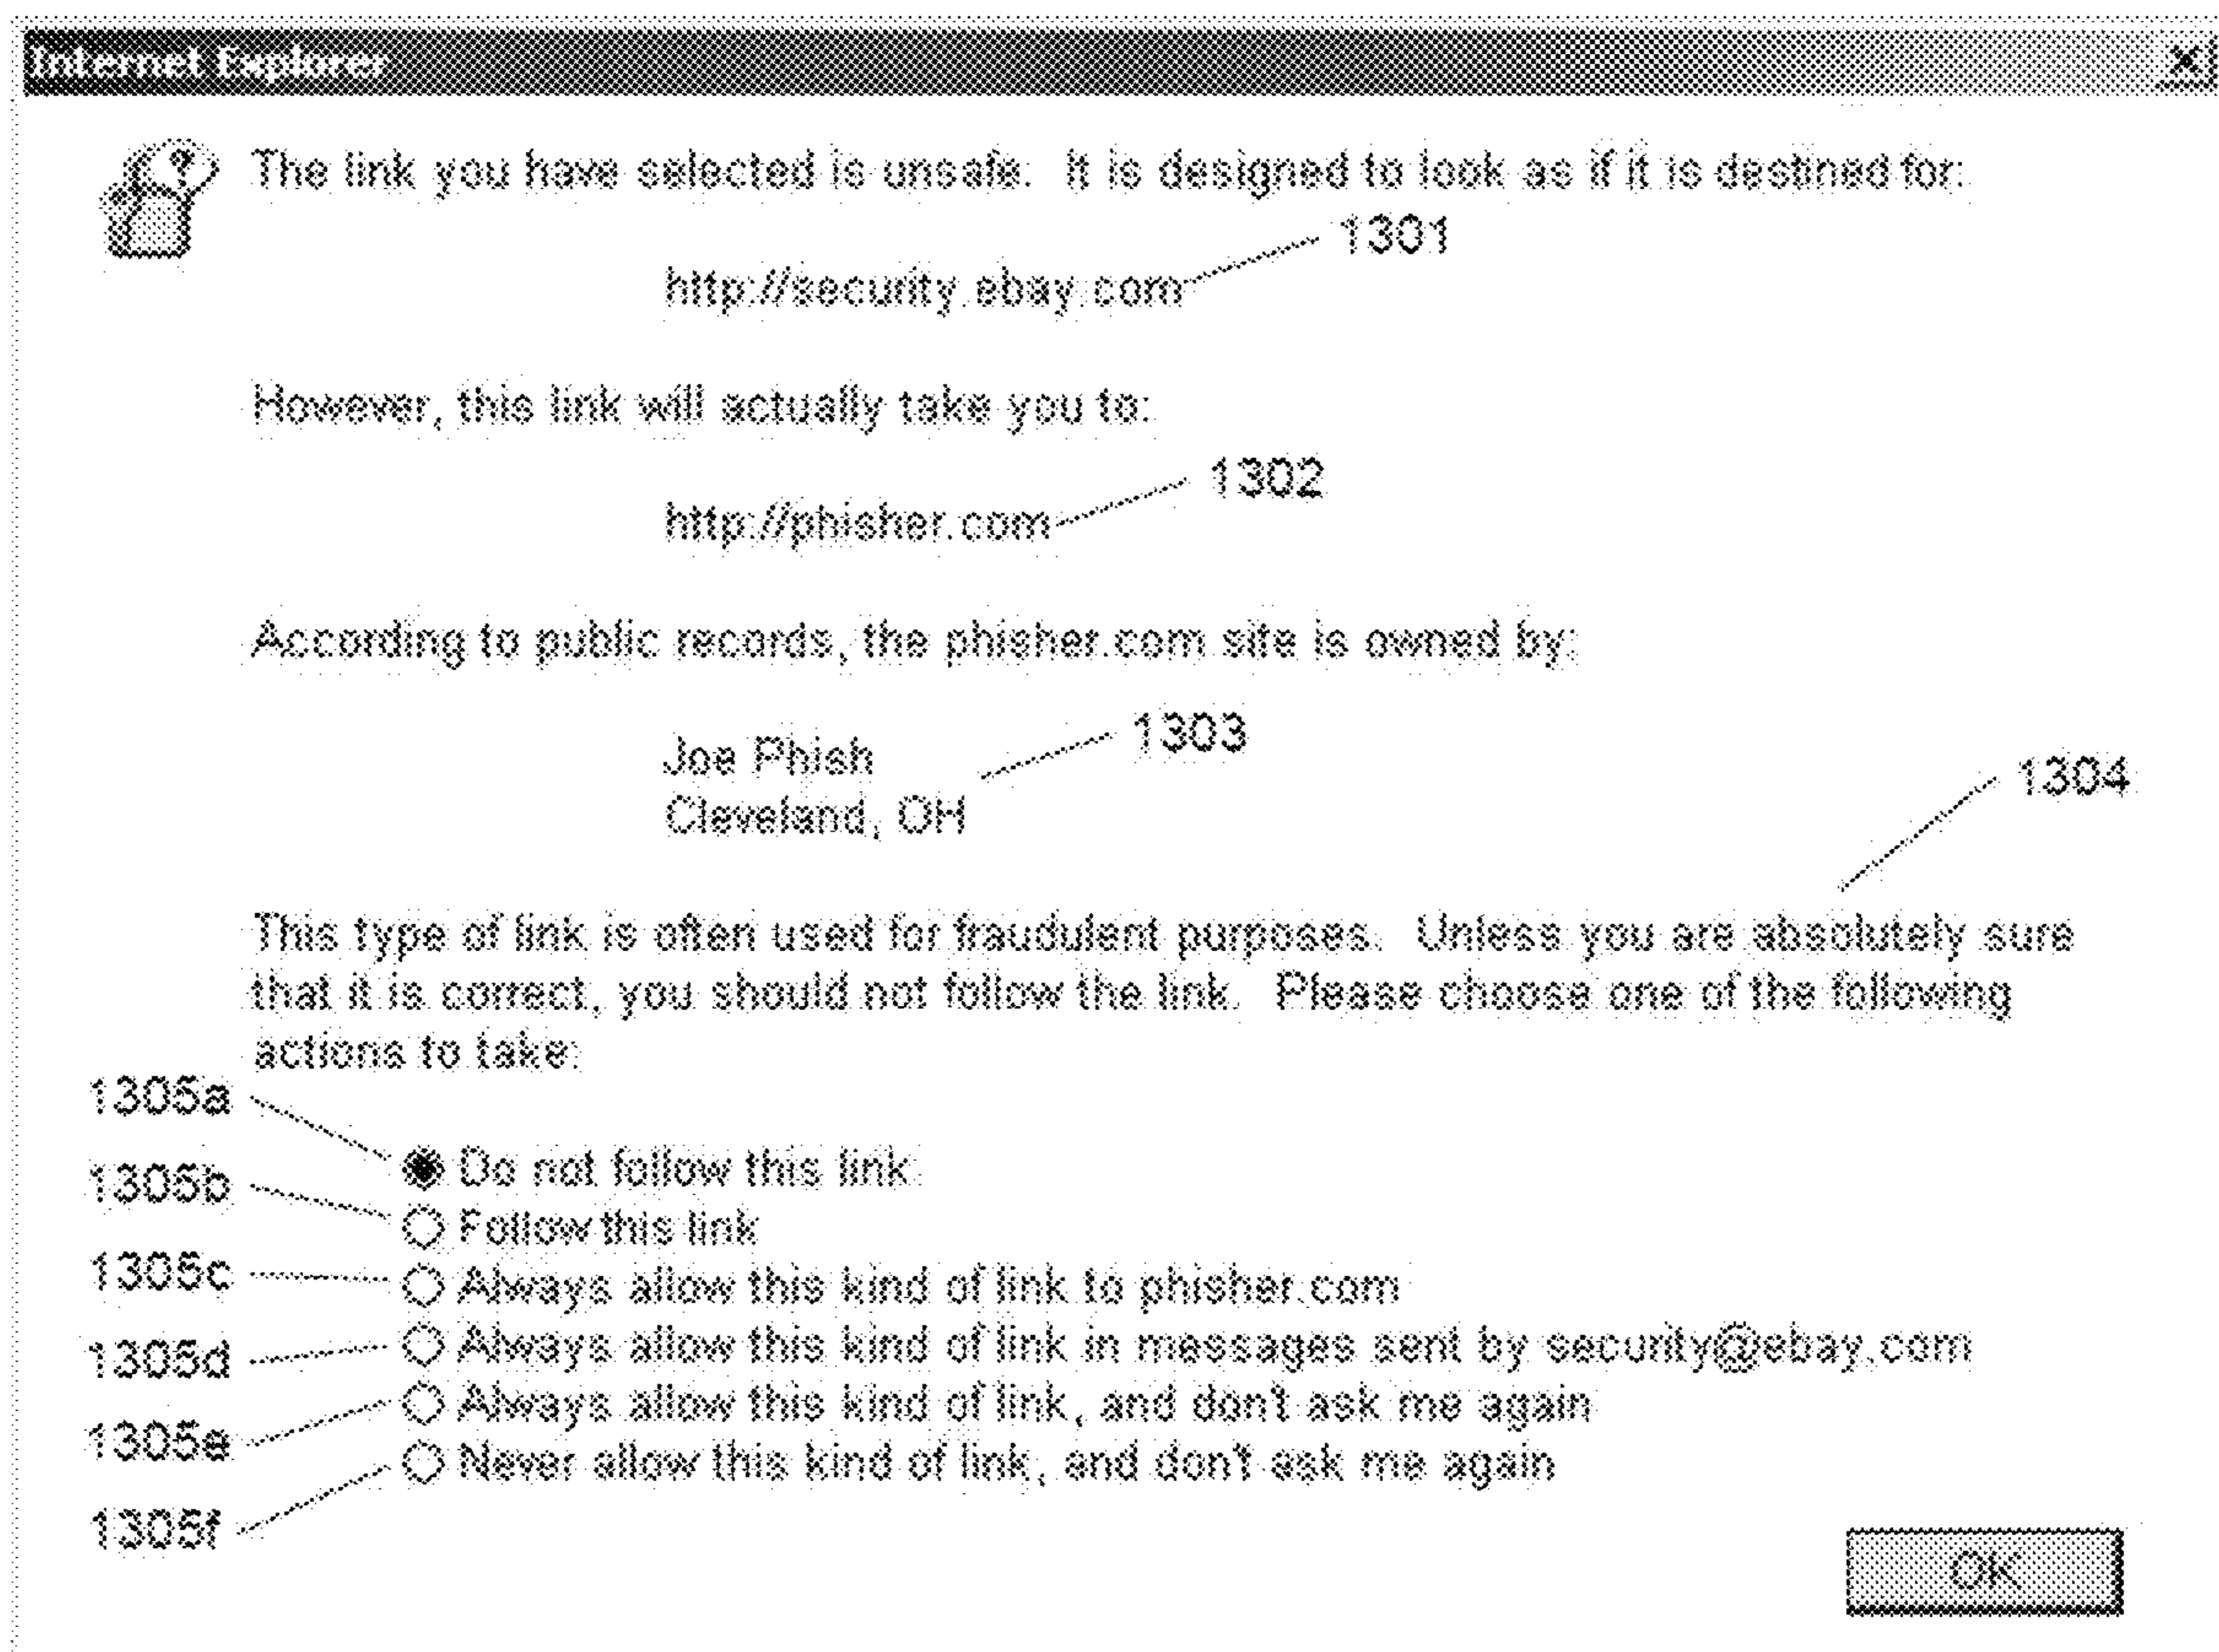 Internet Explorer
The link you have selected is unsafe. It is designed to look as if it is destined for:
1301
http://security.ebay.com
However, this link will actually take you to:
1302
http://phisher.com
According to public records, the phisher.com site is owned by:
1303
Joe Phish
1304
Cleveland, OH
This type of link is often used for fraudulent purposes. Unless you are absolutely sure
that it is correct, you should not follow the link. Please choose one of the following
actions to take:
1305a
Do not follow this link
1305b
Follow this link
1305c
Always allow this kind of link to phisher.com
1305d
Always allow this kind of link in messages sent by security@ebay.com
1305e
Always allow this kind of link, and don't ask me again
Never allow this kind of link, and don't ask me again
1305f
OK